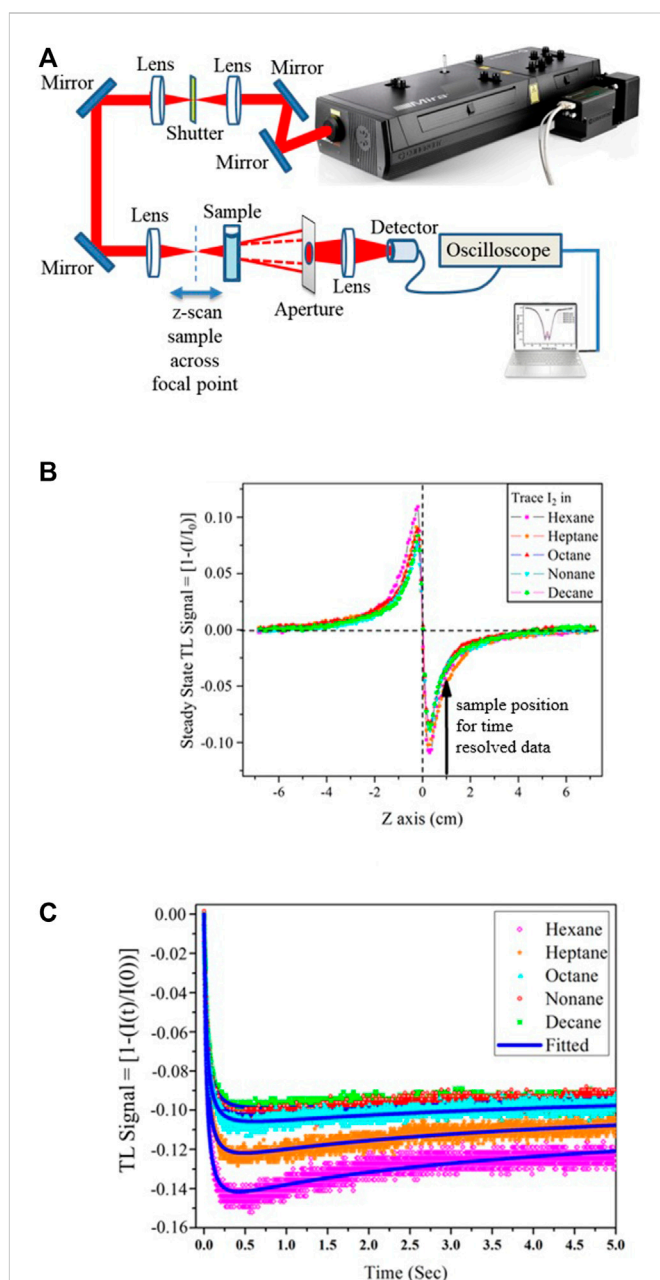 A
Lens
Lens
Mirror
Mirror
Shutter
Mirror
Mira
COHERENT
Lens
Sample
Detector
Oscilloscope
Mirror
Lens
Aperture
z-scan
sample
across
focal point
B
Steady State TL Signal = [1-(I/I₀)]
0.10
0.05
0.00
-0.05
-0.10
Trace I₂ in
Hexane
Heptane
Octane
Nonane
Decane
sample position
for time
resolved data
-6 -4 -2 0 2 4 6
Z axis (cm)
C
TL Signal = [1-(I(t)/I(0))]
0.00
-0.02
-0.04
-0.06
-0.08
-0.10
-0.12
-0.14
-0.16
Hexane
Heptane
Octane
Nonane
Decane
Fitted
0.0 0.5 1.0 1.5 2.0 2.5 3.0 3.5 4.0 4.5 5.0
Time (Sec)